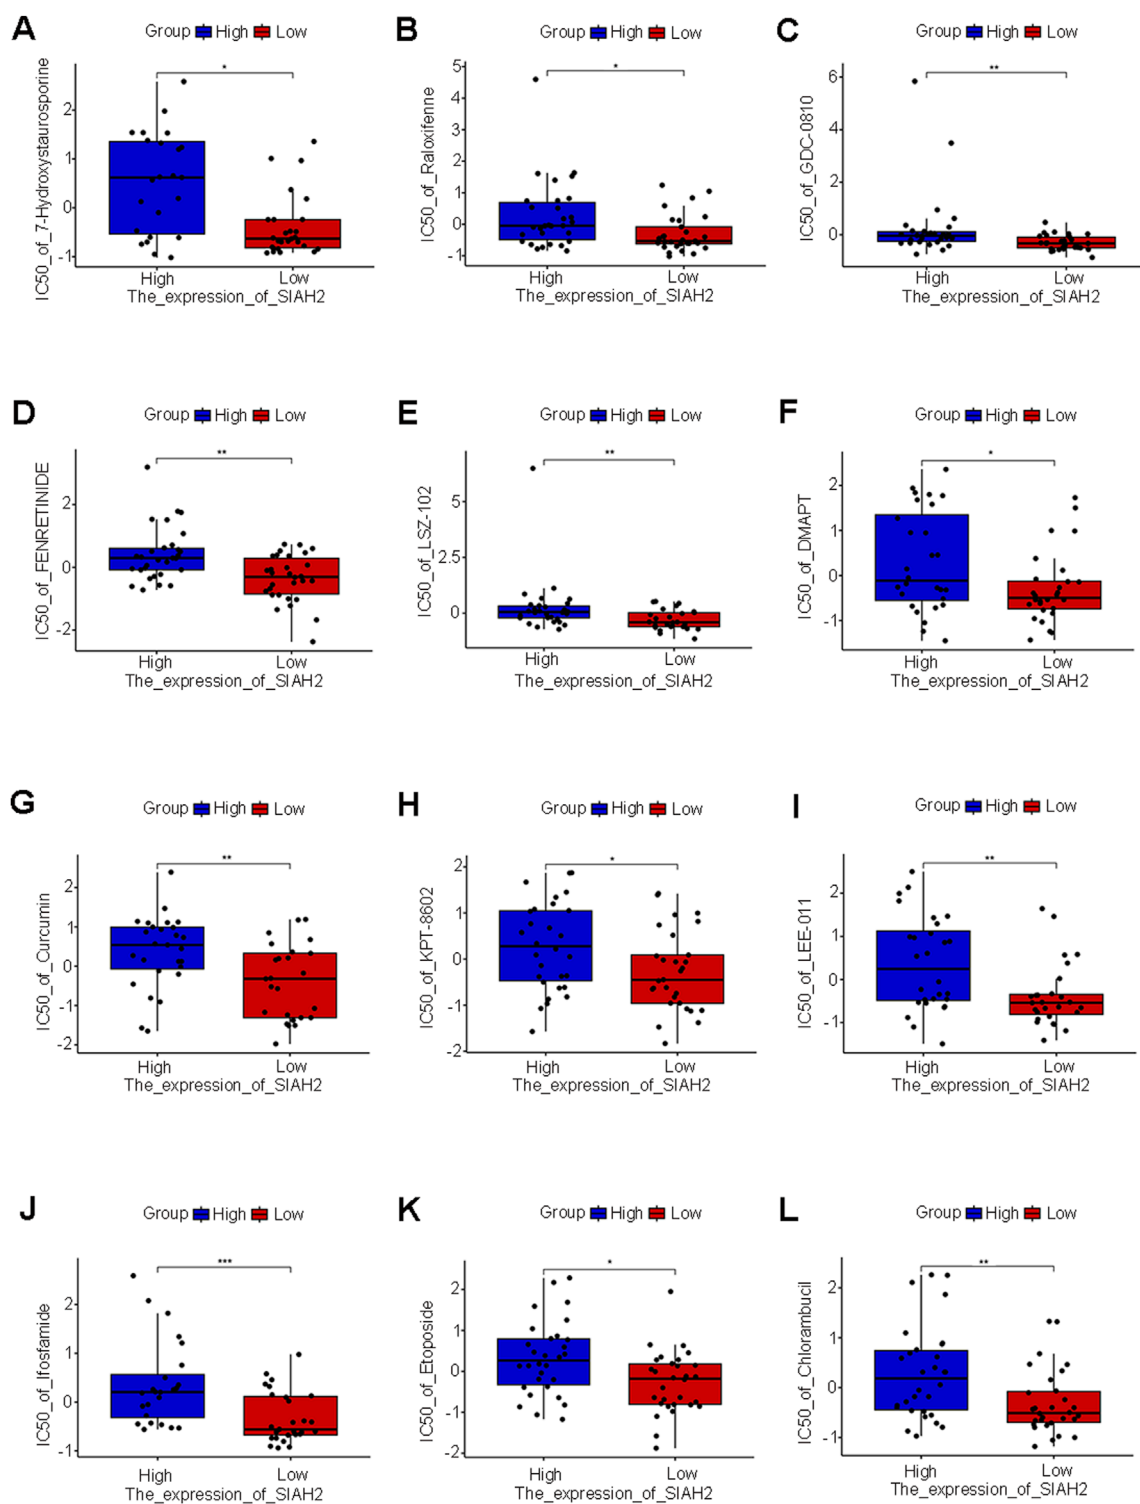 A
Group High Low
*
IC50_of_7-Hydroxystaurosporine
2
1
0
-1
High Low
The_expression_of_SIAH2
B
Group High Low
*
IC50_of_Raloxifenne
5
4
3
2
1
0
-1
High Low
The_expression_of_SIAH2
C
Group High Low
**
IC50_of_GDC-0810
6
4
2
0
High Low
The_expression_of_SIAH2
D
Group High Low
**
IC50_of_FENRETINIDE
2
0
-2
High Low
The_expression_of_SIAH2
E
Group High Low
**
IC50_of_LSZ-102
5
2.5
0
High Low
The_expression_of_SIAH2
F
Group High Low
*
IC50_of_DMAPT
2
1
0
-1
High Low
The_expression_of_SIAH2
G
Group High Low
**
IC50_of_Curcumin
2
1
0
-1
-2
High Low
The_expression_of_SIAH2
H
Group High Low
*
IC50_of_KPT-8602
2
1
0
-1
-2
High Low
The_expression_of_SIAH2
I
Group High Low
**
IC50_of_LEE-011
2
1
0
-1
High Low
The_expression_of_SIAH2
J
Group High Low
***
IC50_of_Ifosfamide
2
1
0
-1
High Low
The_expression_of_SIAH2
K
Group High Low
*
IC50_of_Etoposide
2
1
0
-1
-2
High Low
The_expression_of_SIAH2
L
Group High Low
**
IC50_of_Chlorambucil
2
1
0
-1
High Low
The_expression_of_SIAH2